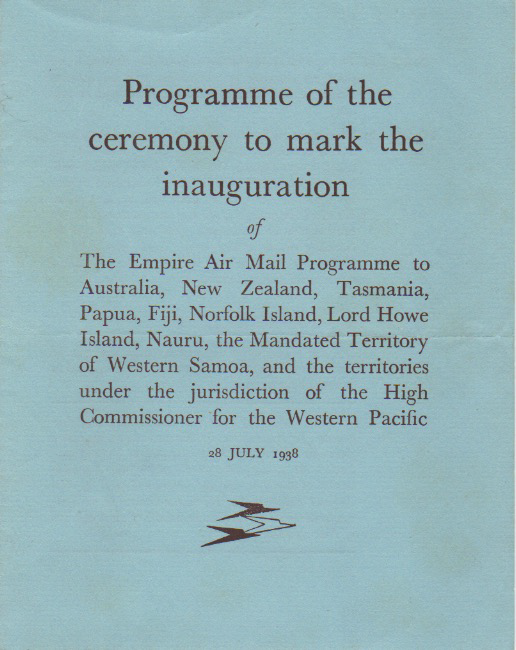 Programme of the
ceremony to mark the
inauguration
of
The Empire Air Mail Programme to
Australia, New Zealand, Tasmania,
Papua, Fiji, Norfolk Island, Lord Howe
Island, Nauru, the Mandated Territory
of Western Samoa, and the territories
under the jurisdiction of the High
Commissioner for the Western Pacific
28 JULY 1938